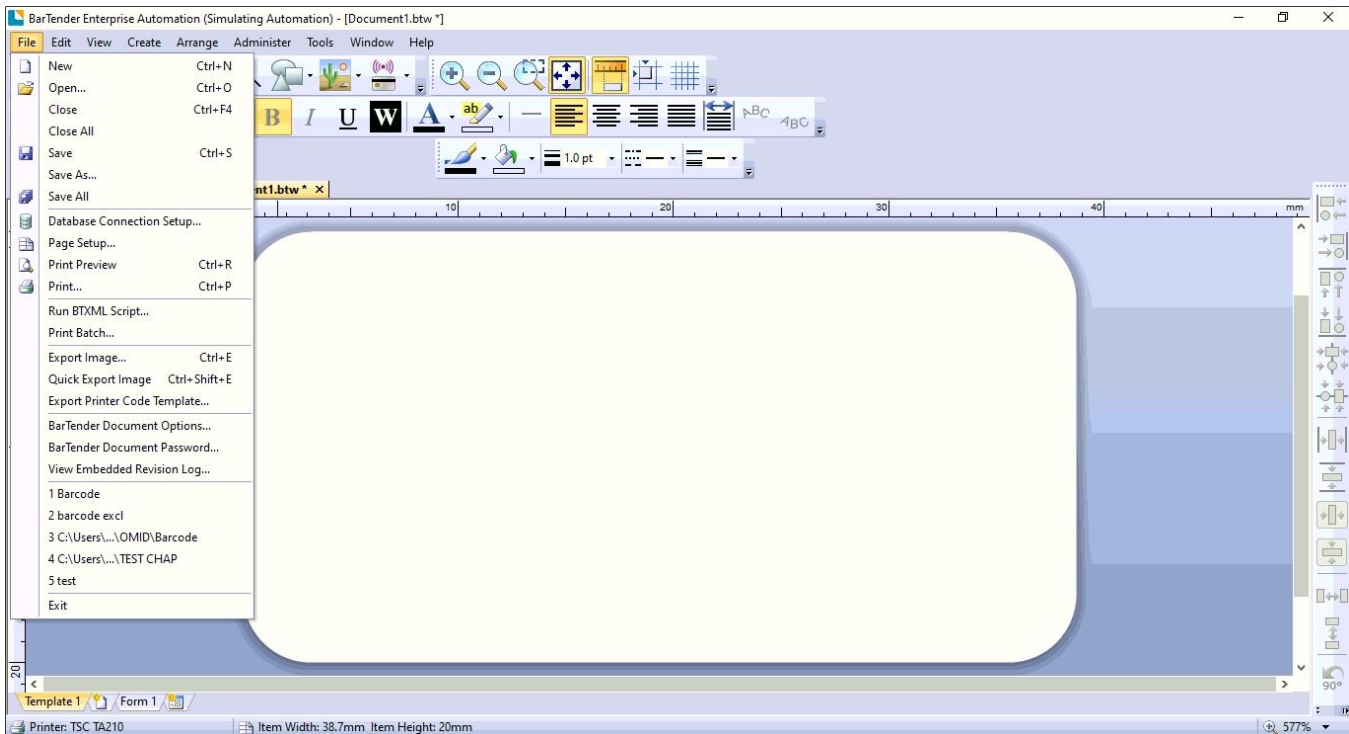 BarTender Enterprise Automation (Simulating Automation) - [Document1.btw *]
File Edit View Create Arrange Administer Tools Window Help
New Ctrl+N
Open... Ctrl+O
Close Ctrl+F4
Close All
Save Ctrl+S
Save As...
Save All
Database Connection Setup...
Page Setup...
Print Preview Ctrl+R
Print... Ctrl+P
Run BTXML Script...
Print Batch...
Export Image... Ctrl+E
Quick Export Image Ctrl+Shift+E
Export Printer Code Template...
BarTender Document Options...
BarTender Document Password...
View Embedded Revision Log...
1 Barcode
2 barcode excl
3 C:\Users\...\OMID\Barcode
4 C:\Users\...\TEST CHAP
5 test
Exit
B I U W A ab ABC ABC
1.0 pt
nt1.btw * ×
10 20 30 40 mm
20
90°
Template 1 Form 1
Printer: TSC TA210 Item Width: 38.7mm Item Height: 20mm 577%